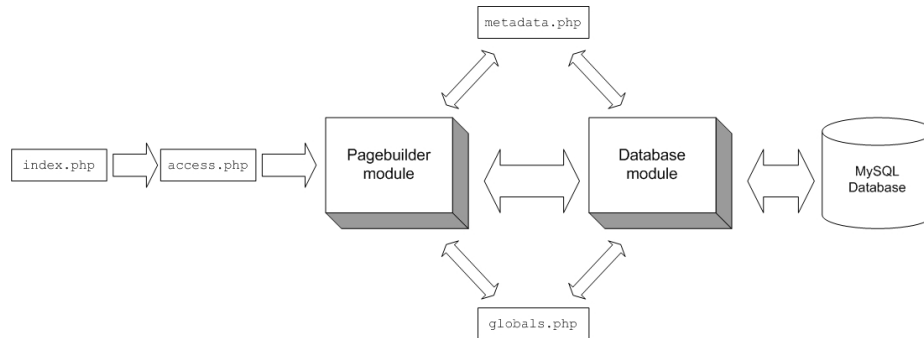 metadata.php
index.php
access.php
Pagebuilder
module
Database
module
MySQL
Database
globals.php